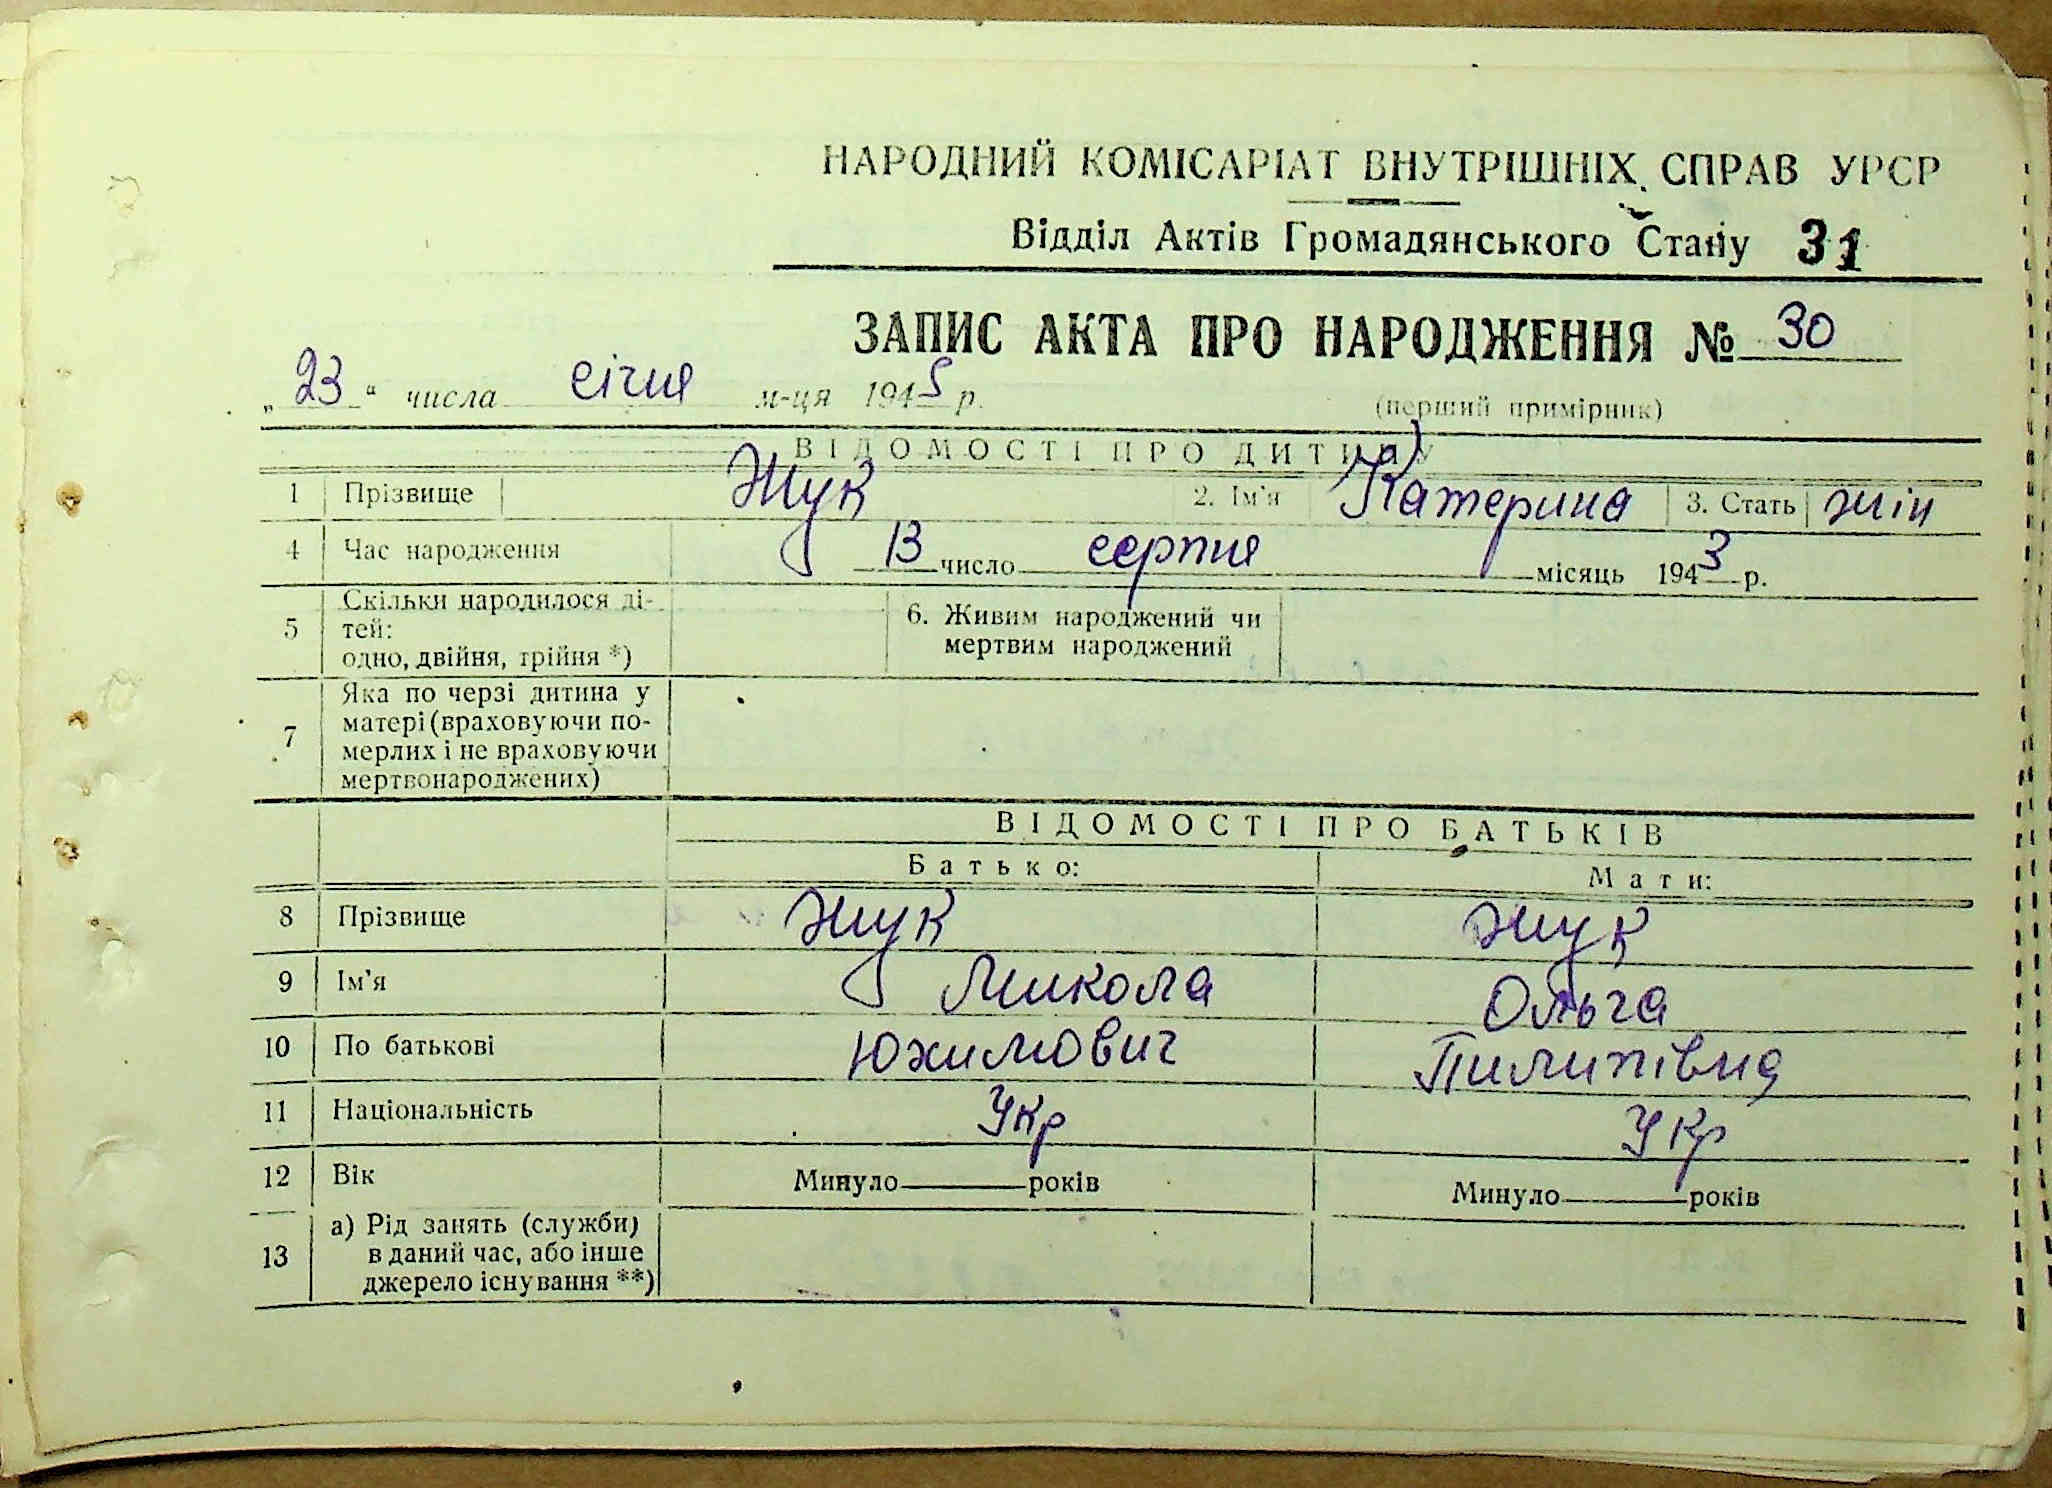 НАРОДНИЙ КОМІСАРІАТ ВНУТРІШНІХ СПРАВ УРСР
Відділ Актів Громадянського Стану 31
ЗАПИС АКТА ПРО НАРОДЖЕННЯ № 30
„23“ числа січня м-ця 1945 р.
(перший примірник)
ВІДОМОСТІ ПРО ДИТИНУ
1 Прізвище Жук 2. Ім'я Катерина 3. Стать жін
4 Час народження 13 число серпня місяць 1943 р.
5 Скільки народилося ді-
тей:
одно, двійня, трійня *)
6. Живим народжений чи
мертвим народжений
7 Яка по черзі дитина у
матері (враховуючи по-
мерлих і не враховуючи
мертвонароджених)
ВІДОМОСТІ ПРО БАТЬКІВ
Батько: Мати:
8 Прізвище Жук Жук
9 Ім'я Микола Ольга
10 По батькові Юхимович Пилипівна
11 Національність Укр Укр
12 Вік Минуло років Минуло років
13 а) Рід занять (служби)
в даний час, або інше
джерело існування **)